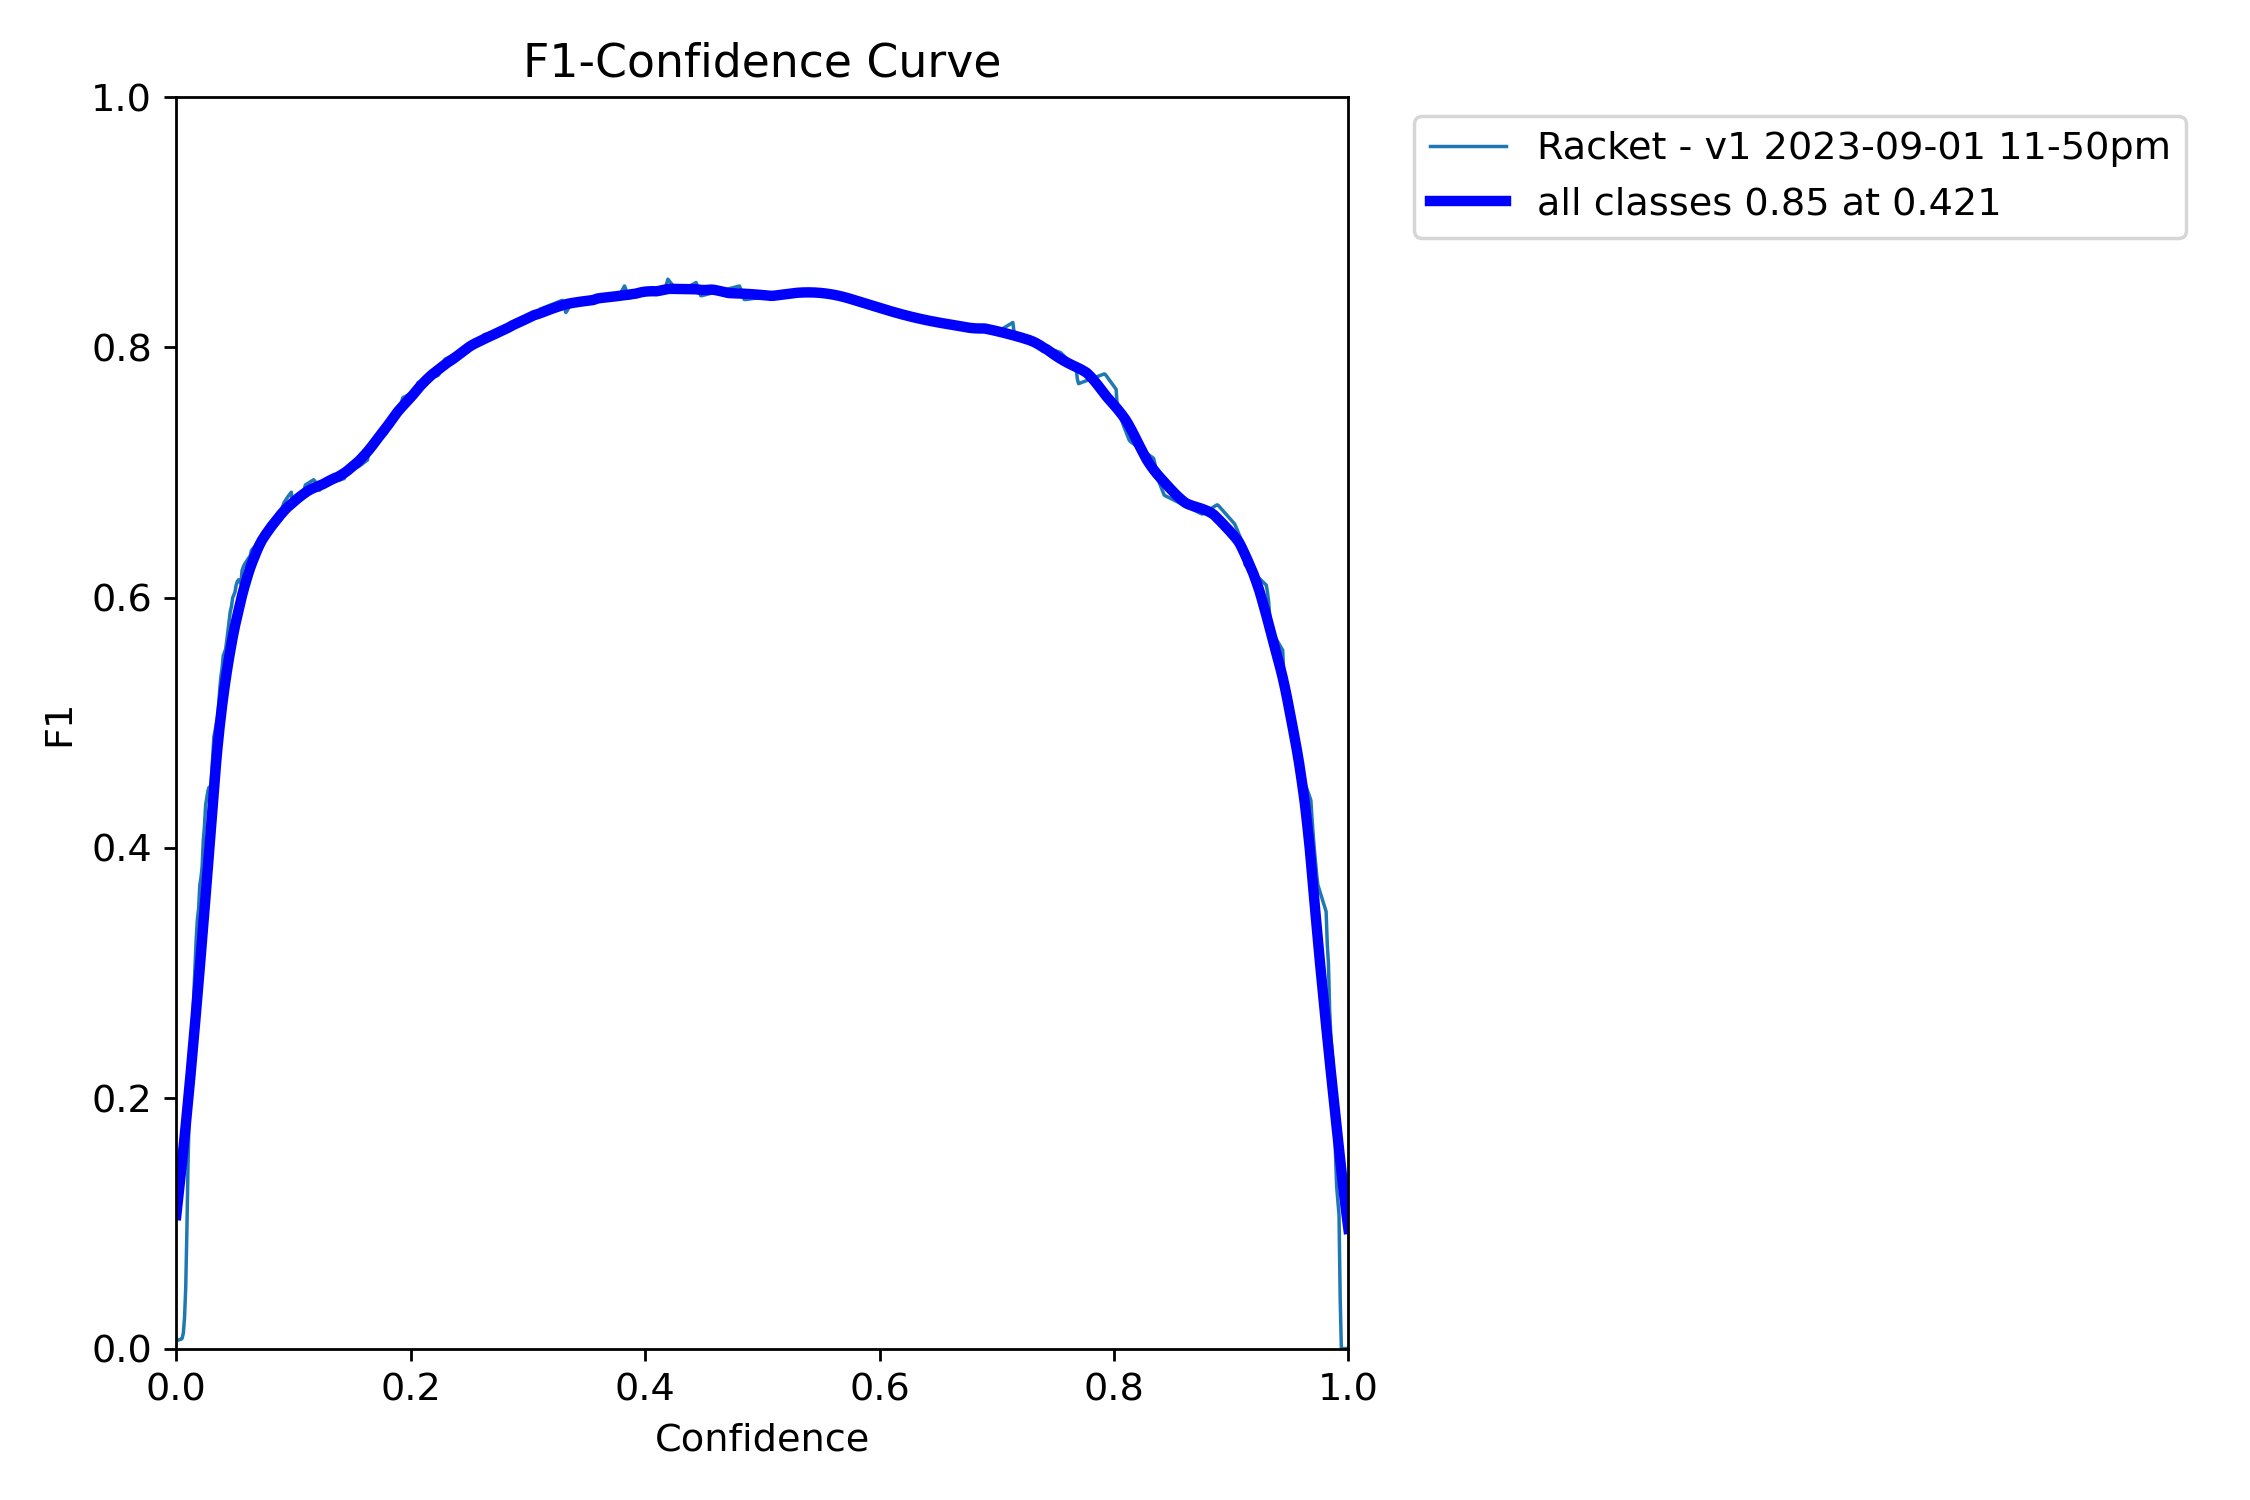 F1-Confidence Curve
Racket - v1 2023-09-01 11-50pm
all classes 0.85 at 0.421
F1
1.0
0.8
0.6
0.4
0.2
0.0
0.0 0.2 0.4 0.6 0.8 1.0
Confidence